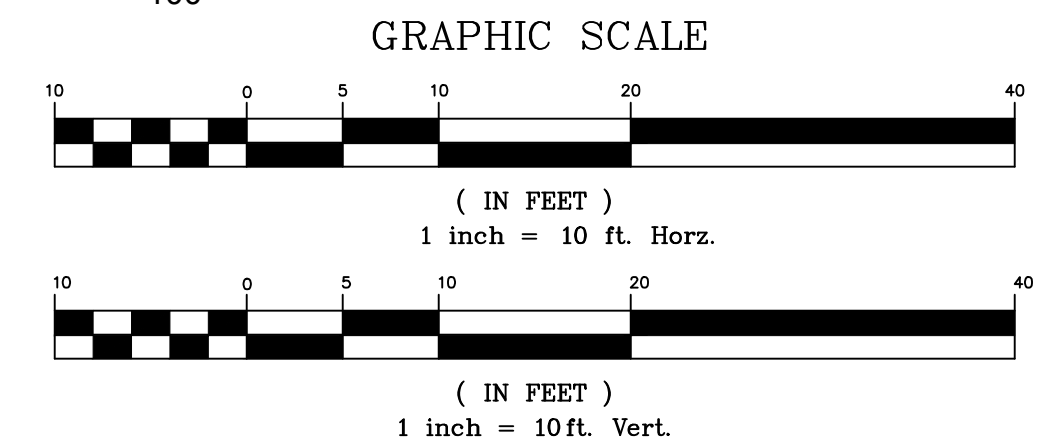 GRAPHIC SCALE
10 0 5 10 20 40
( IN FEET )
1 inch = 10 ft. Horz.
10 0 5 10 20 40
( IN FEET )
1 inch = 10 ft. Vert.